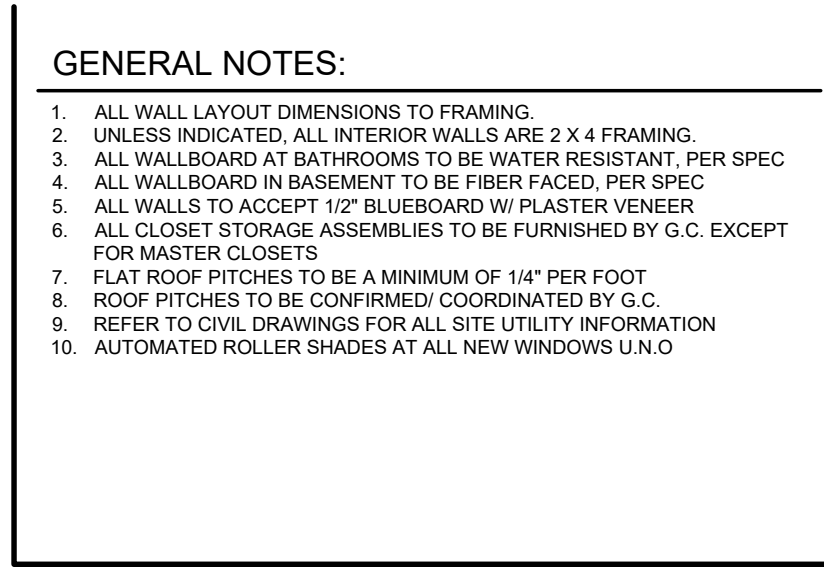 GENERAL NOTES:
1. ALL WALL LAYOUT DIMENSIONS TO FRAMING.
2. UNLESS INDICATED, ALL INTERIOR WALLS ARE 2 X 4 FRAMING.
3. ALL WALLBOARD AT BATHROOMS TO BE WATER RESISTANT, PER SPEC
4. ALL WALLBOARD IN BASEMENT TO BE FIBER FACED, PER SPEC
5. ALL WALLS TO ACCEPT 1/2" BLUEBOARD W/ PLASTER VENEER
6. ALL CLOSET STORAGE ASSEMBLIES TO BE FURNISHED BY G.C. EXCEPT
FOR MASTER CLOSETS
7. FLAT ROOF PITCHES TO BE A MINIMUM OF 1/4" PER FOOT
8. ROOF PITCHES TO BE CONFIRMED/ COORDINATED BY G.C.
9. REFER TO CIVIL DRAWINGS FOR ALL SITE UTILITY INFORMATION
10. AUTOMATED ROLLER SHADES AT ALL NEW WINDOWS U.N.O